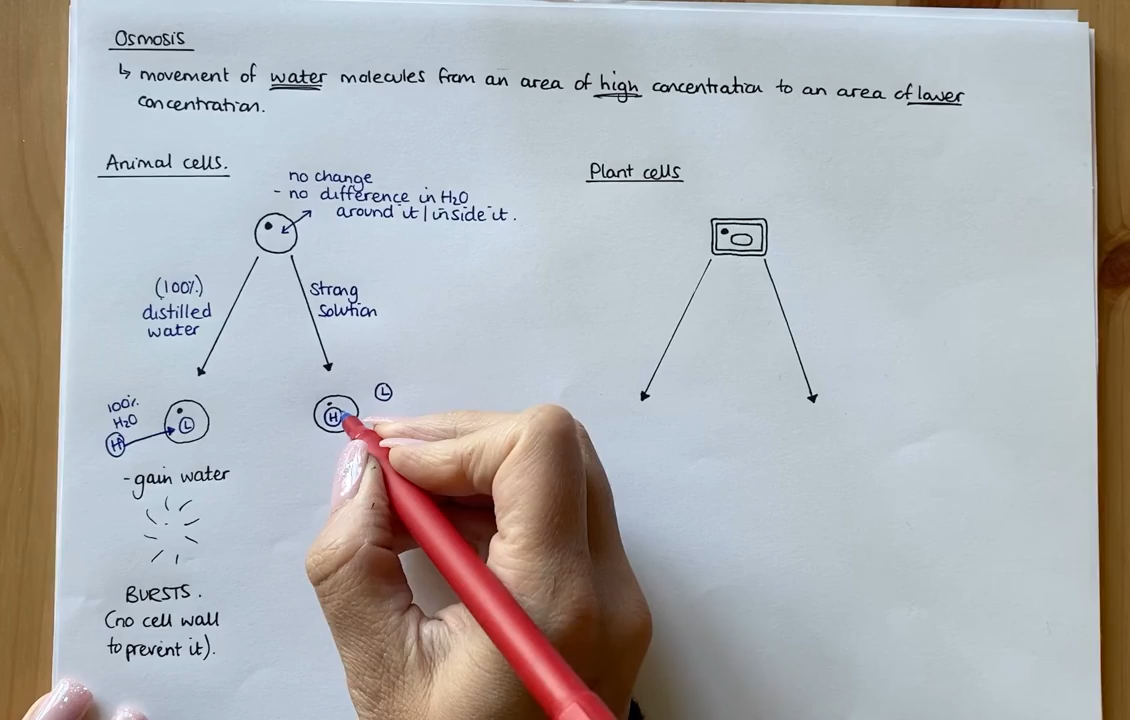 Osmosis
↳ movement of water molecules from an area of high concentration to an area of lower
concentration.
Animal cells.
no change
- no difference in H2O
around it / inside it.
(100%)
distilled
water
Strong
solution
100%
H2O
H
L
H
L
- gain water
BURSTS.
(no cell wall
to prevent it).
Plant cells